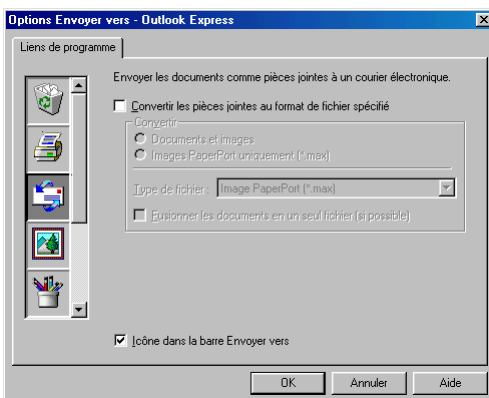 Options Envoyer vers - Outlook Express
Liens de programme
Envoyer les documents comme pièces jointes à un courier électronique.
Convertir les pièces jointes au format de fichier spécifié
Convertir
Documents et images
Images PaperPort uniquement (*.max)
Type de fichier : Image PaperPort (*.max)
Fusionner les documents en un seul fichier (si possible)
Icône dans la barre Envoyer vers
OK Annuler Aide